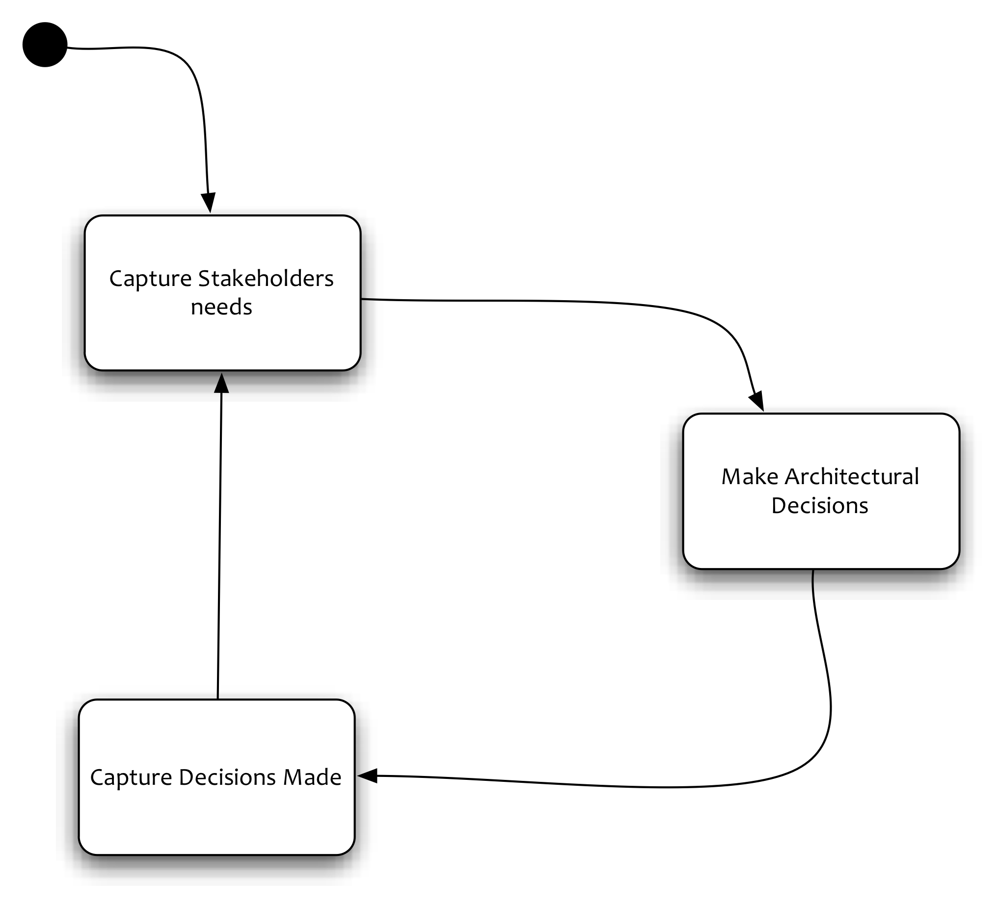 Capture Stakeholders
needs
Make Architectural
Decisions
Capture Decisions Made